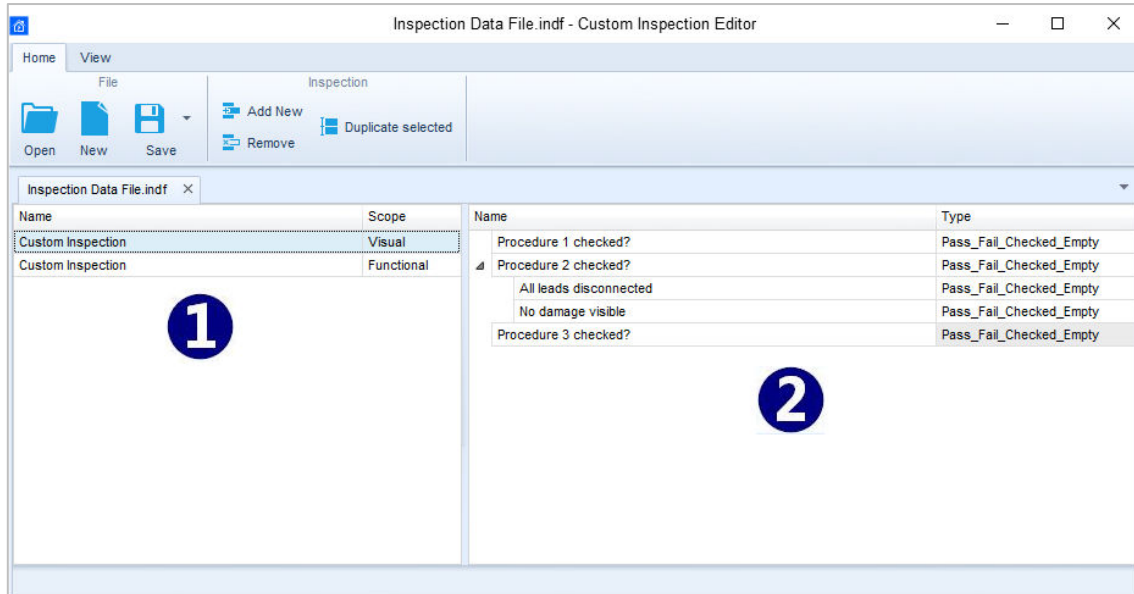 Inspection Data File.indf - Custom Inspection Editor
Home View
File
Inspection
Open
New
Save
Add New
Remove
Duplicate selected
Inspection Data File.indf
Name Scope
Custom Inspection Visual
Custom Inspection Functional
1
Name Type
Procedure 1 checked? Pass_Fail_Checked_Empty
Procedure 2 checked? Pass_Fail_Checked_Empty
All leads disconnected Pass_Fail_Checked_Empty
No damage visible Pass_Fail_Checked_Empty
Procedure 3 checked? Pass_Fail_Checked_Empty
2